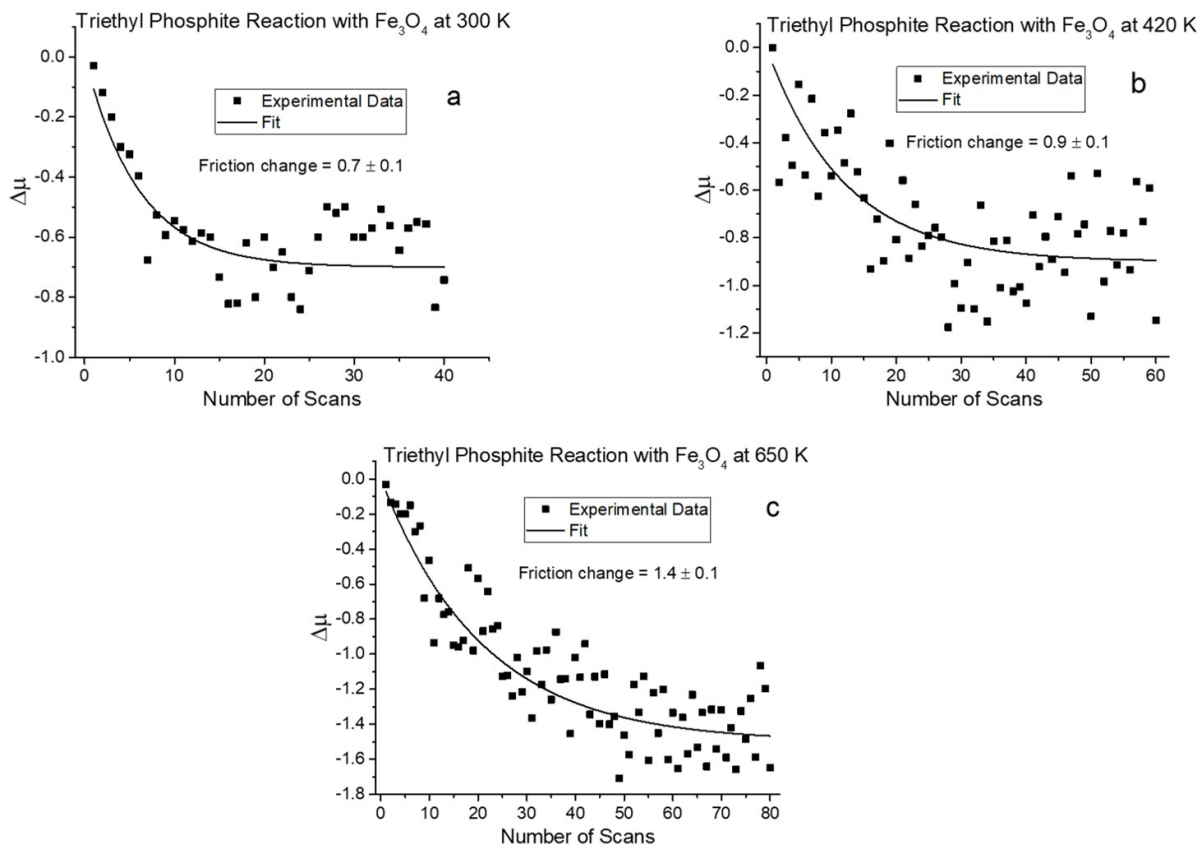 Triethyl Phosphite Reaction with Fe₃O₄ at 300 K
a
Experimental Data
Fit
Friction change = 0.7 ± 0.1
0.0
-0.2
-0.4
-0.6
-0.8
-1.0
Δμ
0 10 20 30 40
Number of Scans
Triethyl Phosphite Reaction with Fe₃O₄ at 420 K
b
Experimental Data
Fit
Friction change = 0.9 ± 0.1
0.0
-0.2
-0.4
-0.6
-0.8
-1.0
-1.2
Δμ
0 10 20 30 40 50 60
Number of Scans
Triethyl Phosphite Reaction with Fe₃O₄ at 650 K
c
Experimental Data
Fit
Friction change = 1.4 ± 0.1
0.0
-0.2
-0.4
-0.6
-0.8
-1.0
-1.2
-1.4
-1.6
-1.8
Δμ
0 10 20 30 40 50 60 70 80
Number of Scans